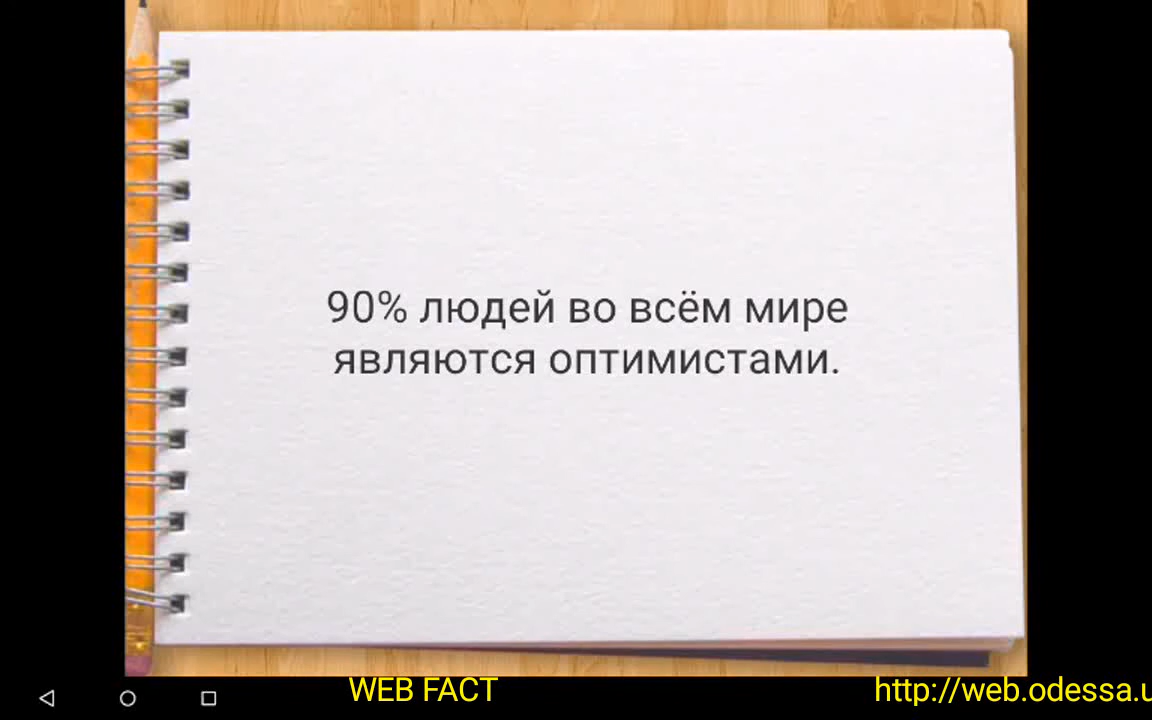 90% людей во всём мире
являются оптимистами.
WEB FACT
http://web.odessa.u